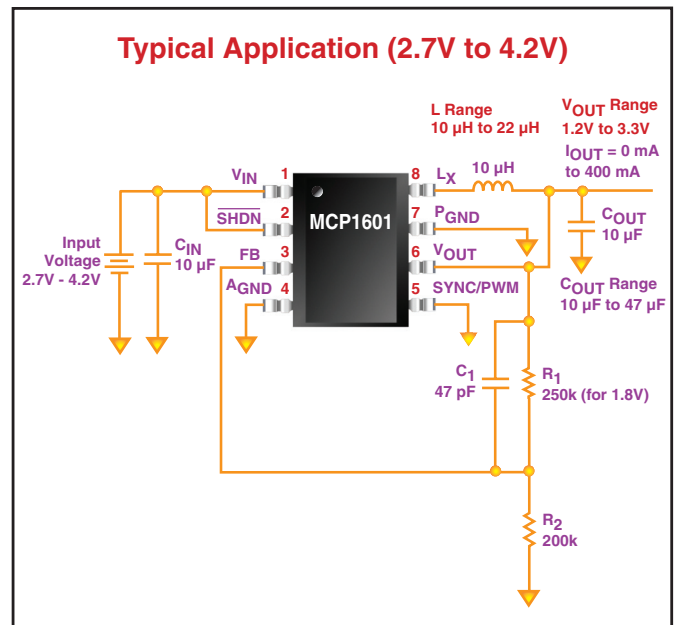 Typical Application (2.7V to 4.2V)
L Range
10 µH to 22 µH
VOUT Range
1.2V to 3.3V
IOUT = 0 mA
to 400 mA
VIN
1
8
LX
10 µH
SHDN
2
MCP1601
7
PGND
COUT
10 µF
Input
Voltage
2.7V - 4.2V
CIN
10 µF
FB
3
6
VOUT
AGND
4
5
SYNC/PWM
COUT Range
10 µF to 47 µF
C1
47 pF
R1
250k (for 1.8V)
R2
200k